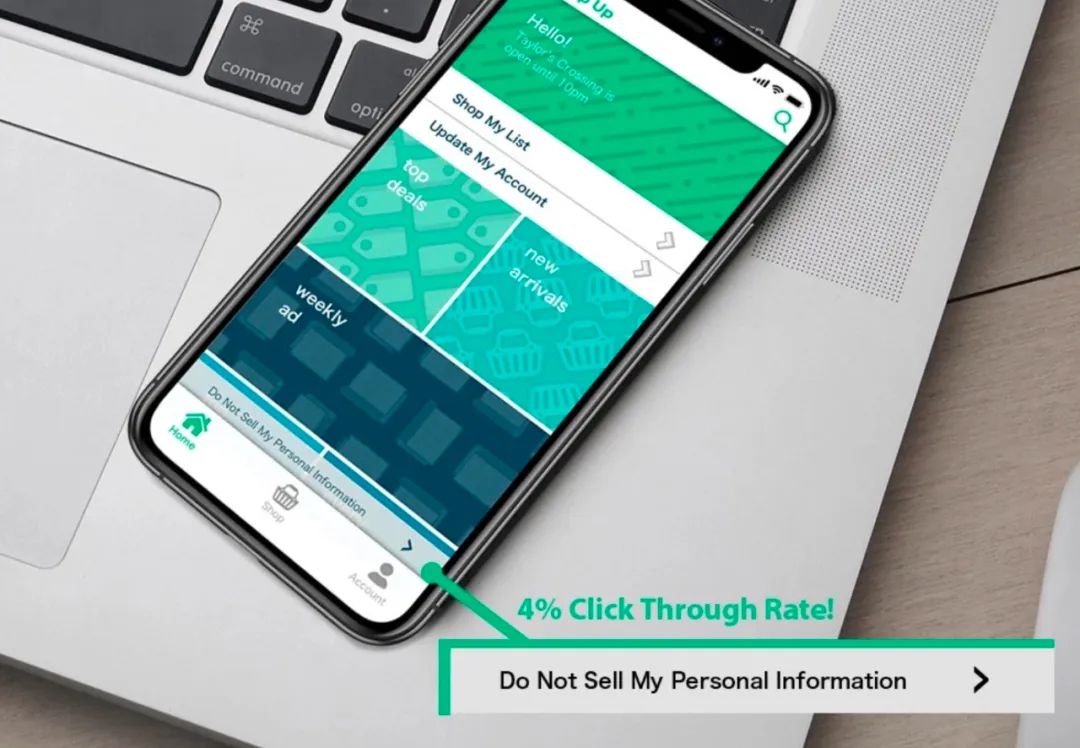 ⌘
command
p Up
Hello!
Taylor's Crossing is
open until 10pm
Shop My List
Update My Account
top
deals
new
arrivals
weekly
ad
Do Not Sell My Personal Information
Home
Shop
Account
4% Click Through Rate!
Do Not Sell My Personal Information